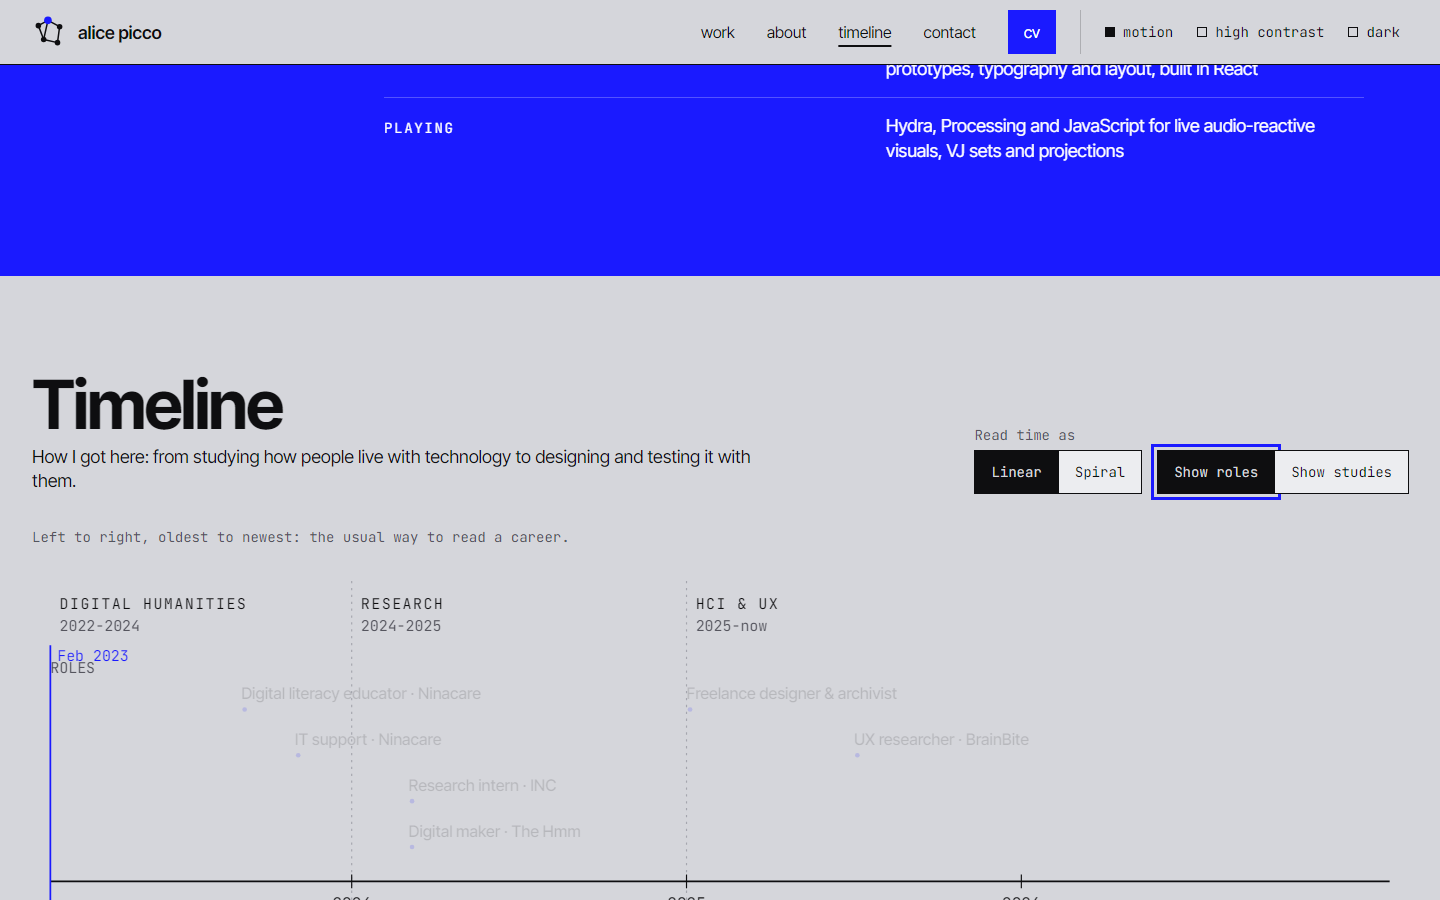 alice picco
work about timeline contact cv motion high contrast dark
prototypes, typography and layout, built in React
PLAYING
Hydra, Processing and JavaScript for live audio-reactive
visuals, VJ sets and projections
Timeline
How I got here: from studying how people live with technology to designing and testing it with
them.
Read time as
Linear Spiral Show roles Show studies
Left to right, oldest to newest: the usual way to read a career.
DIGITAL HUMANITIES RESEARCH HCI & UX
2022-2024 2024-2025 2025-now
Feb 2023
ROLES
Digital literacy educator · Ninacare Freelance designer & archivist
IT support · Ninacare UX researcher · BrainBite
Research intern · INC
Digital maker · The Hmm